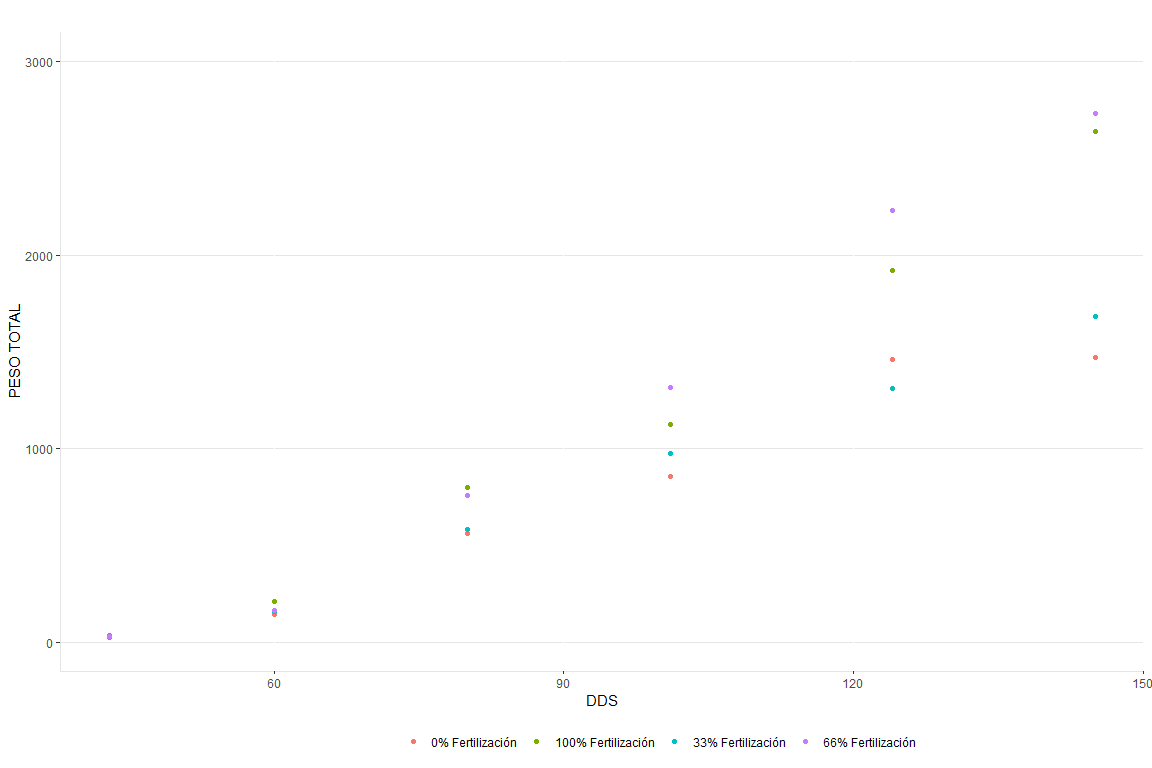 3000
2000
1000
0
PESO TOTAL
60 90 120 150
DDS
0% Fertilización 100% Fertilización 33% Fertilización 66% Fertilización